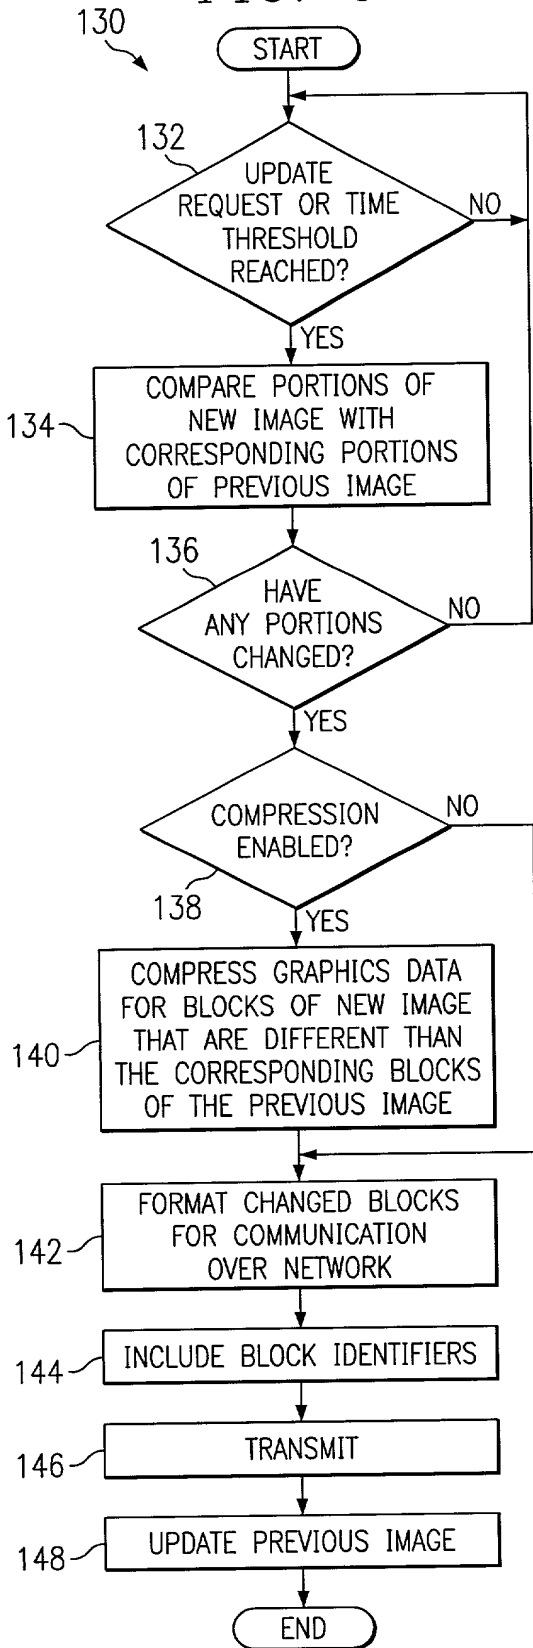 130
START
132
UPDATE
REQUEST OR TIME
THRESHOLD
REACHED?
NO
YES
134
COMPARE PORTIONS OF
NEW IMAGE WITH
CORRESPONDING PORTIONS
OF PREVIOUS IMAGE
136
HAVE
ANY PORTIONS
CHANGED?
NO
YES
COMPRESSION
ENABLED?
NO
138
YES
140
COMPRESS GRAPHICS DATA
FOR BLOCKS OF NEW IMAGE
THAT ARE DIFFERENT THAN
THE CORRESPONDING BLOCKS
OF THE PREVIOUS IMAGE
142
FORMAT CHANGED BLOCKS
FOR COMMUNICATION
OVER NETWORK
144
INCLUDE BLOCK IDENTIFIERS
146
TRANSMIT
148
UPDATE PREVIOUS IMAGE
END